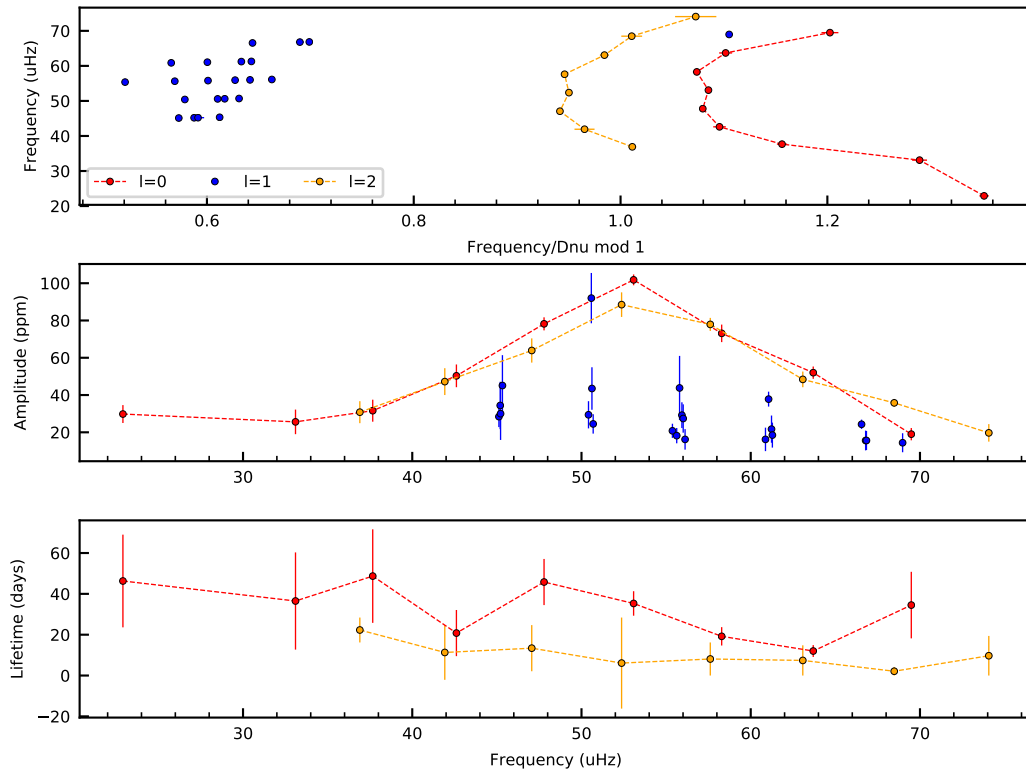 70
60
50
40
30
20
Frequency (uHz)
l=0 l=1 l=2
0.6 0.8 1.0 1.2
Frequency/Dnu mod 1
100
80
60
40
20
Amplitude (ppm)
30 40 50 60 70
60
40
20
0
−20
Lifetime (days)
30 40 50 60 70
Frequency (uHz)